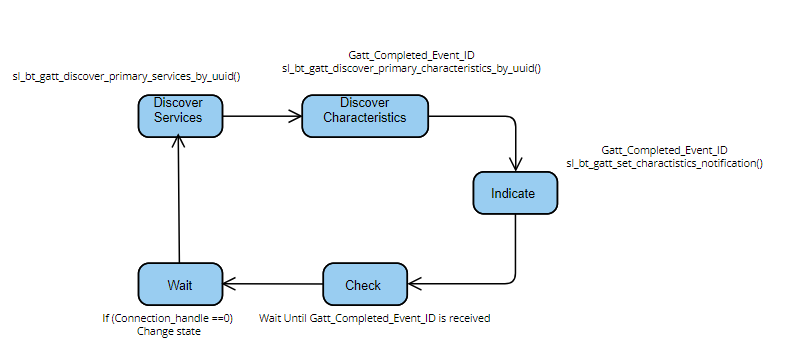 Gatt_Completed_Event_ID
sl_bt_gatt_discover_primary_characteristics_by_uuid()
sl_bt_gatt_discover_primary_services_by_uuid()
Discover
Services
Discover
Characteristics
Gatt_Completed_Event_ID
sl_bt_gatt_set_charactistics_notification()
Indicate
Wait
Check
If (Connection_handle ==0)
Change state
Wait Until Gatt_Completed_Event_ID is received